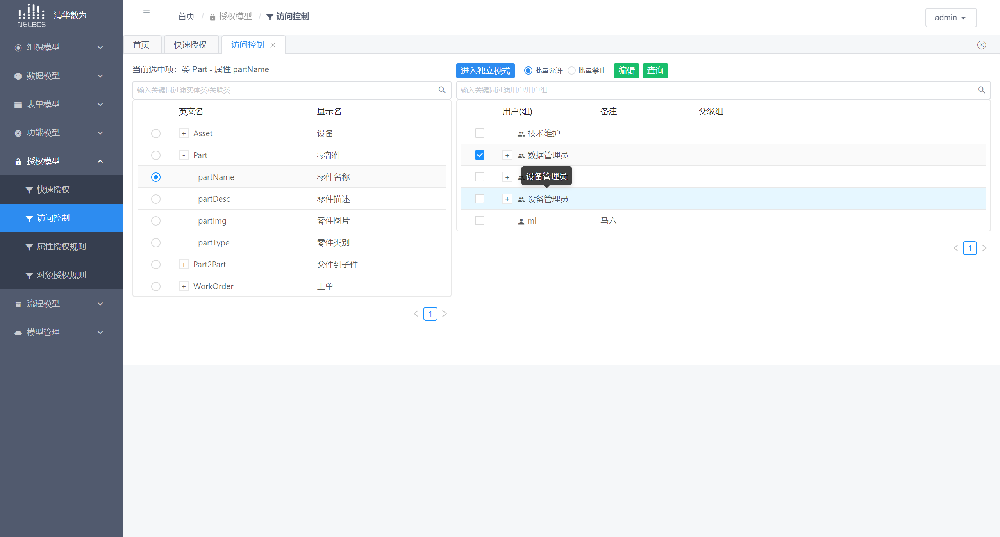 NELBDS 清华数为
组织模型
数据模型
表单模型
功能模型
授权模型
快速授权
访问控制
属性授权规则
对象授权规则
流程模型
模型管理
首页 / 授权模型 / 访问控制
admin
首页 快速授权 访问控制
当前选中项：类 Part - 属性 partName
输入关键词过滤实体类/关联类
英文名 显示名
+ Asset 设备
- Part 零部件
partName 零件名称
partDesc 零件描述
partImg 零件图片
partType 零件类别
+ Part2Part 父件到子件
+ WorkOrder 工单
1
进入独立模式 批量允许 批量禁止 编辑 查询
输入关键词过滤用户/用户组
用户(组) 备注 父级组
技术维护
+ 数据管理员
设备管理员
+
+ 设备管理员
ml 马六
1